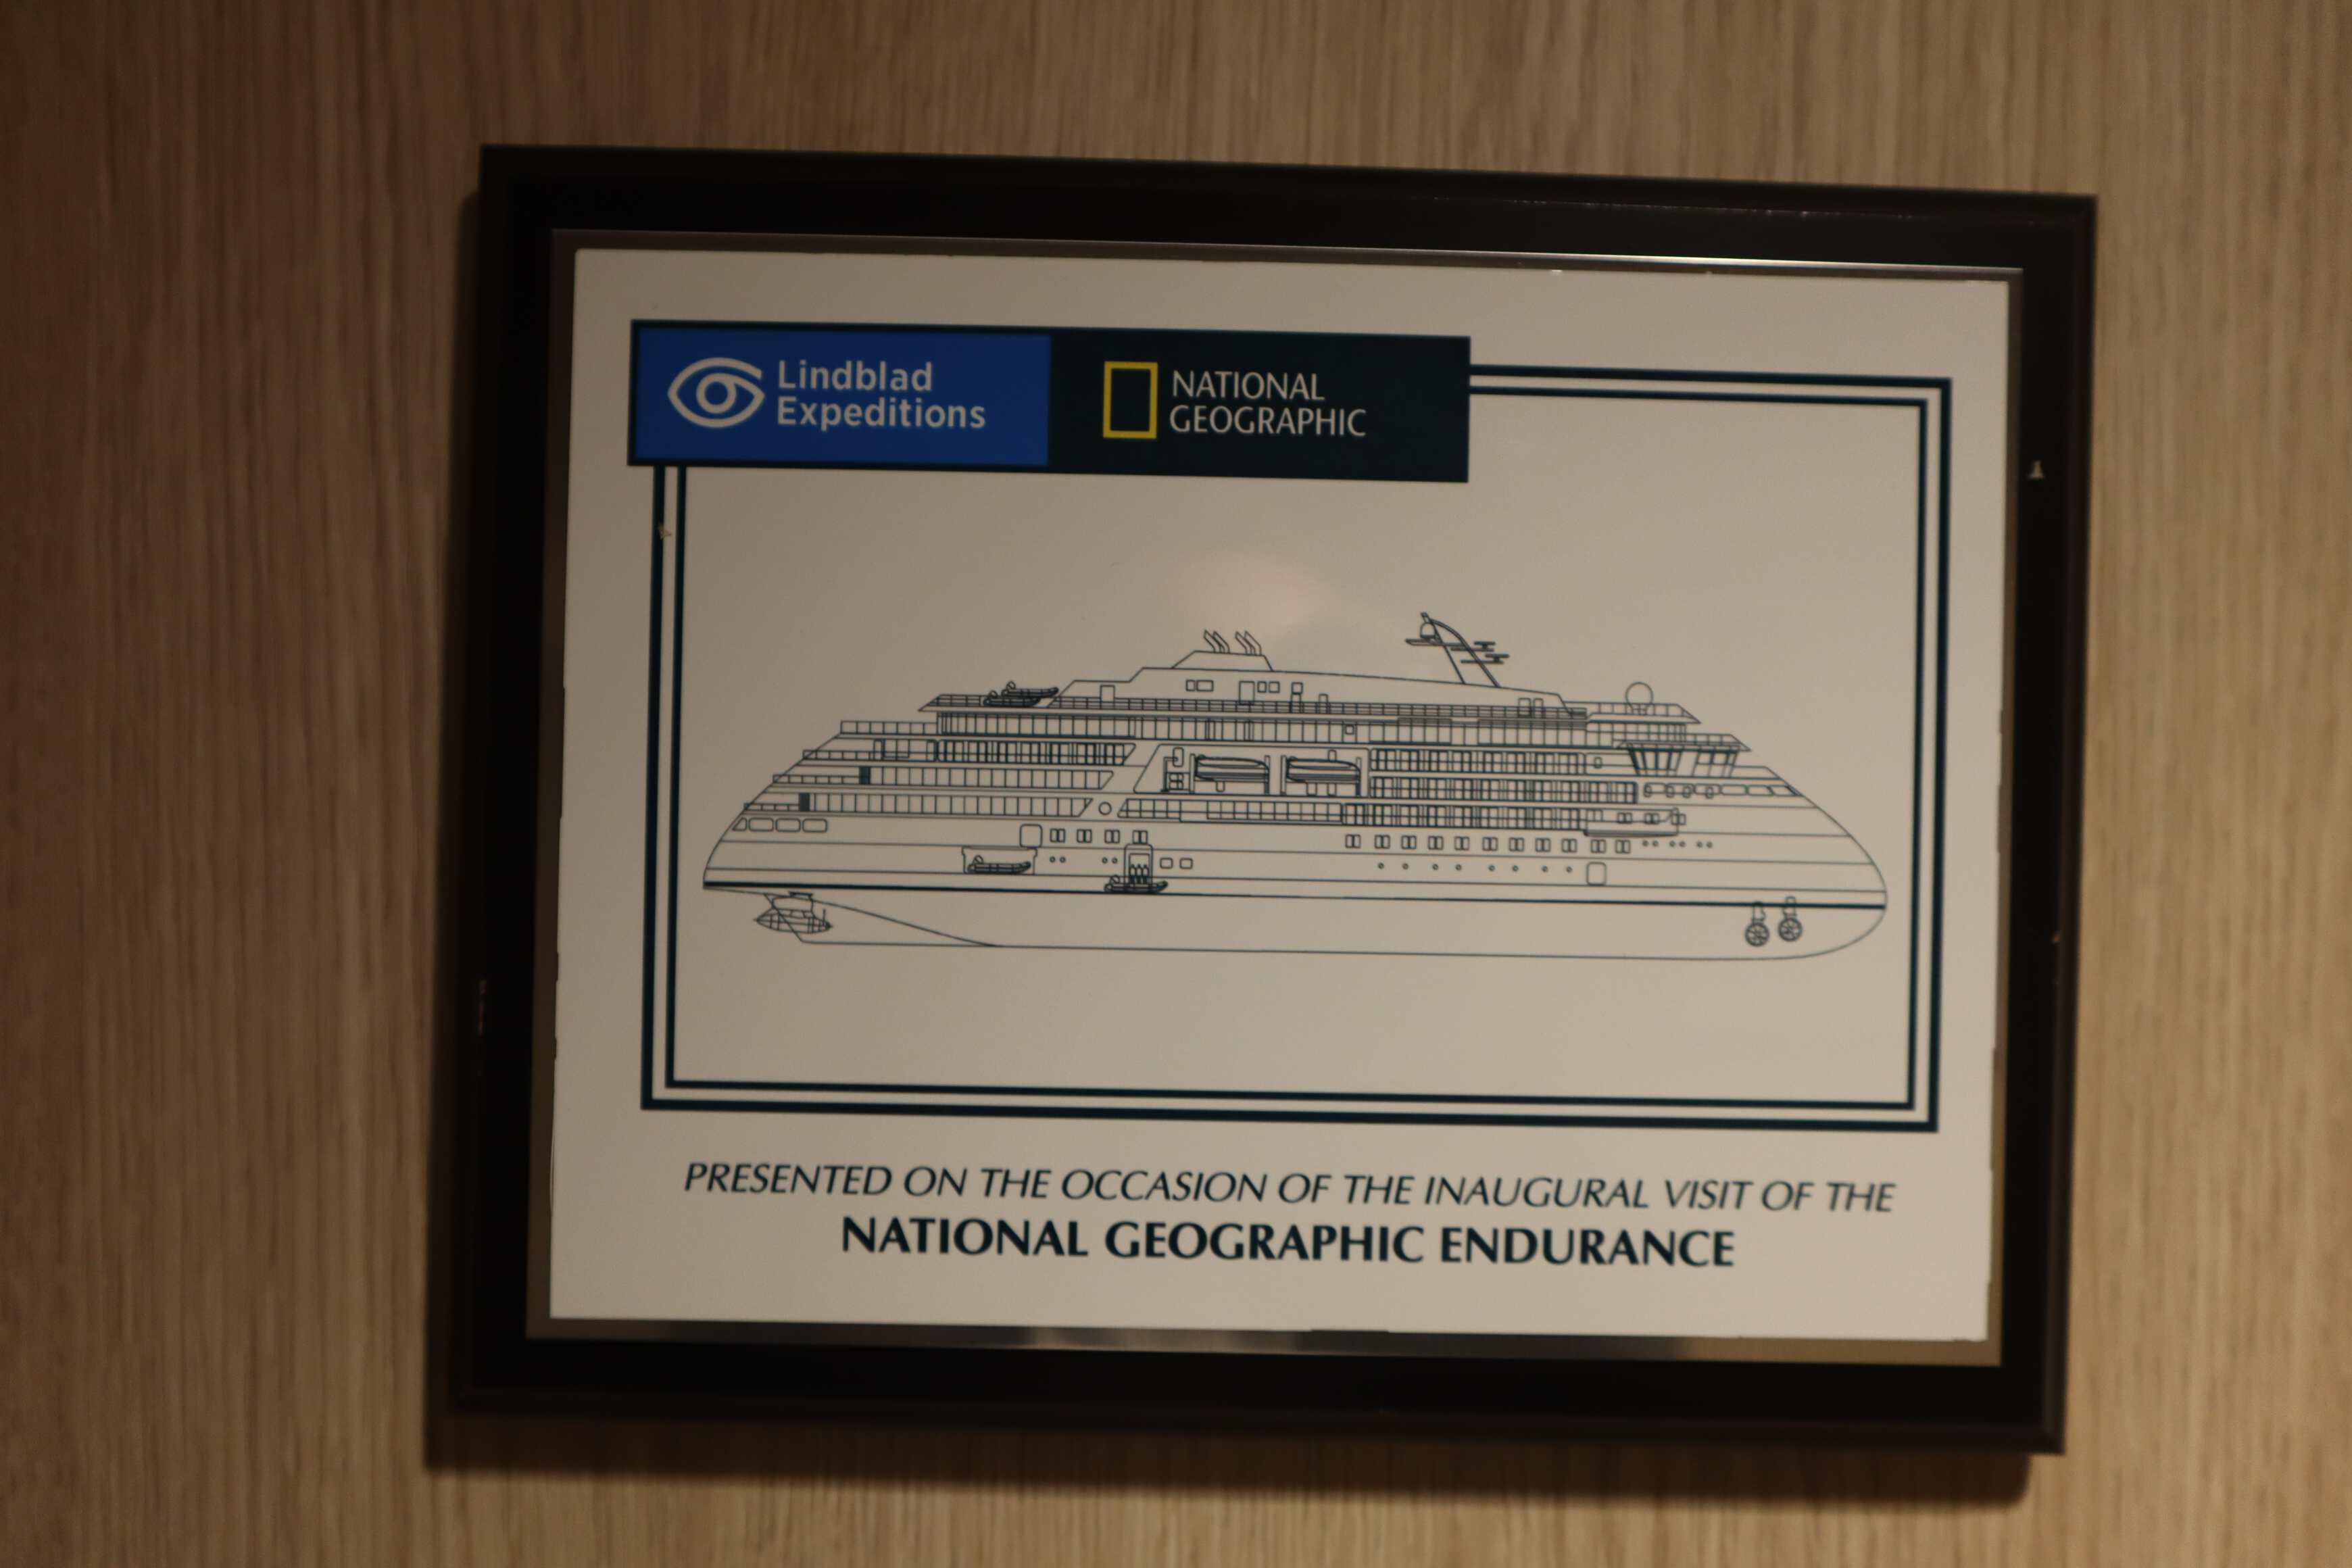 Lindblad
Expeditions
NATIONAL
GEOGRAPHIC
PRESENTED ON THE OCCASION OF THE INAUGURAL VISIT OF THE
NATIONAL GEOGRAPHIC ENDURANCE